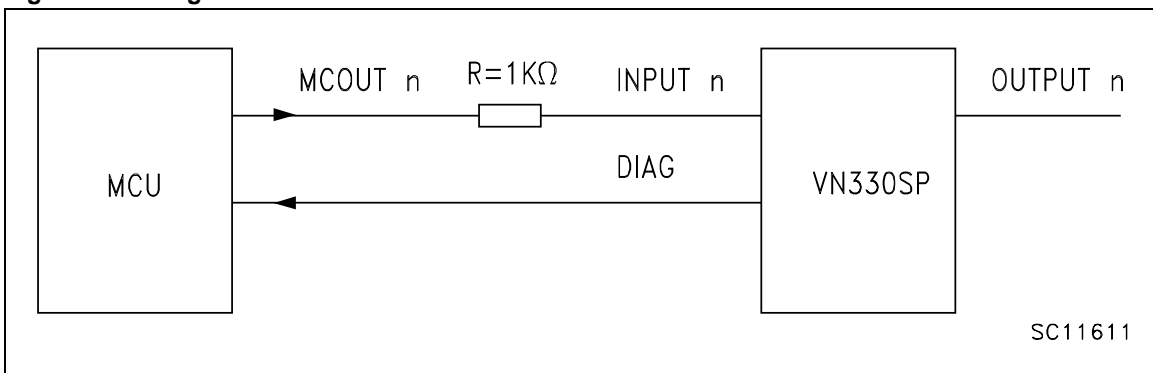 MCOUT n R=1KΩ INPUT n OUTPUT n
DIAG
MCU VN330SP
SC11611